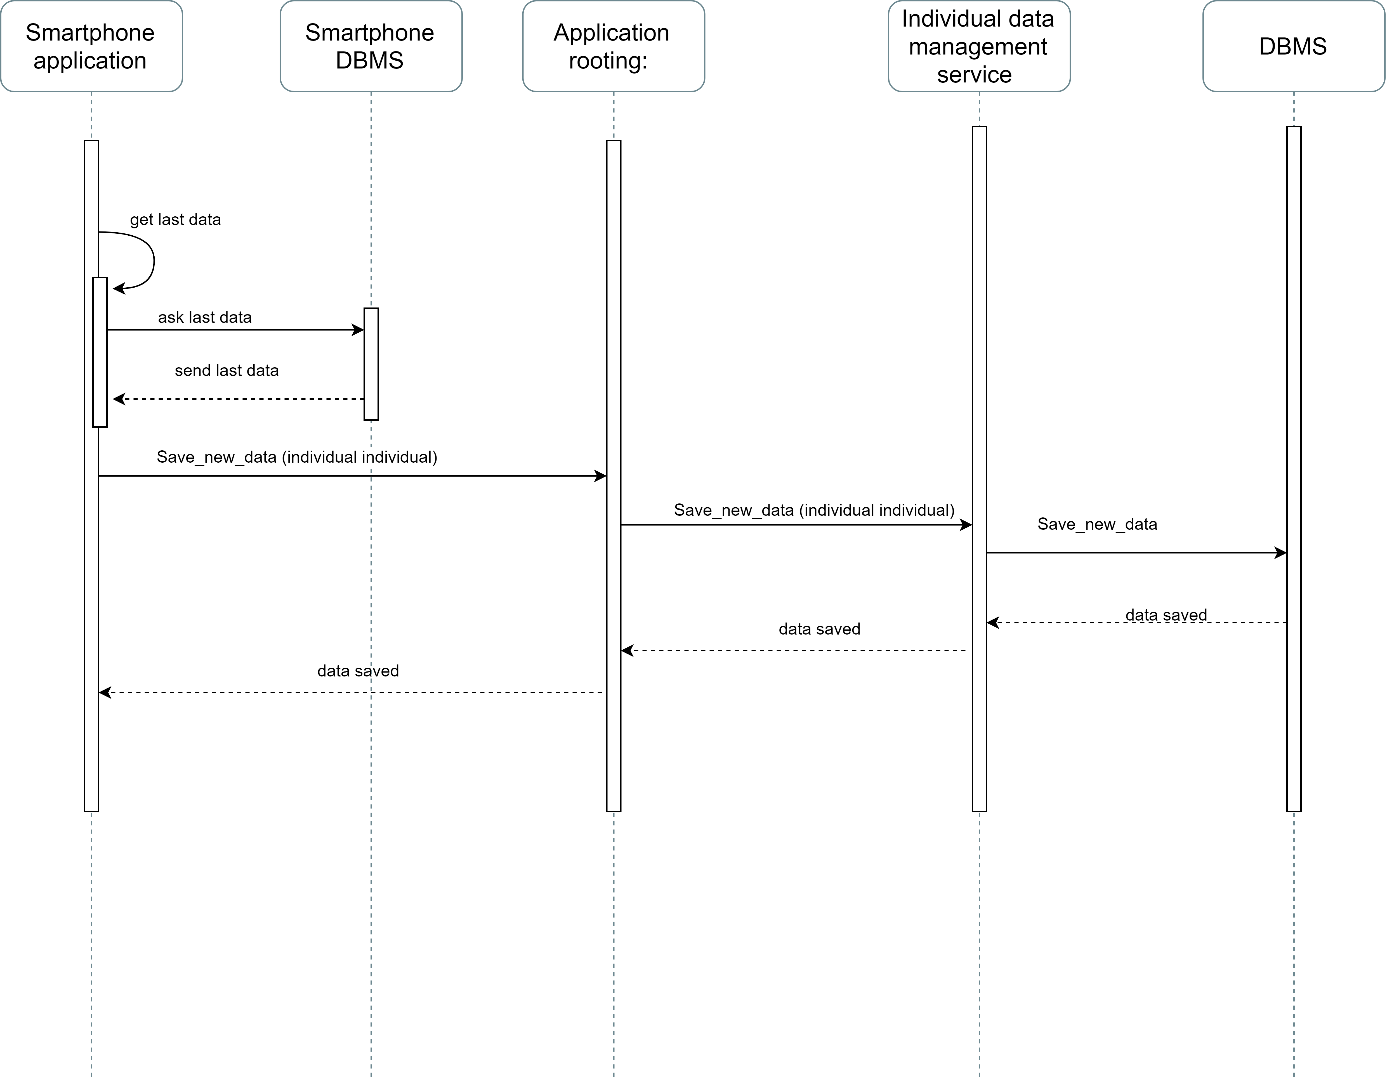 Smartphone
application
Smartphone
DBMS
Application
rooting:
Individual data
management
service
DBMS
get last data
ask last data
send last data
Save_new_data (individual individual)
Save_new_data (individual individual)
Save_new_data
data saved
data saved
data saved